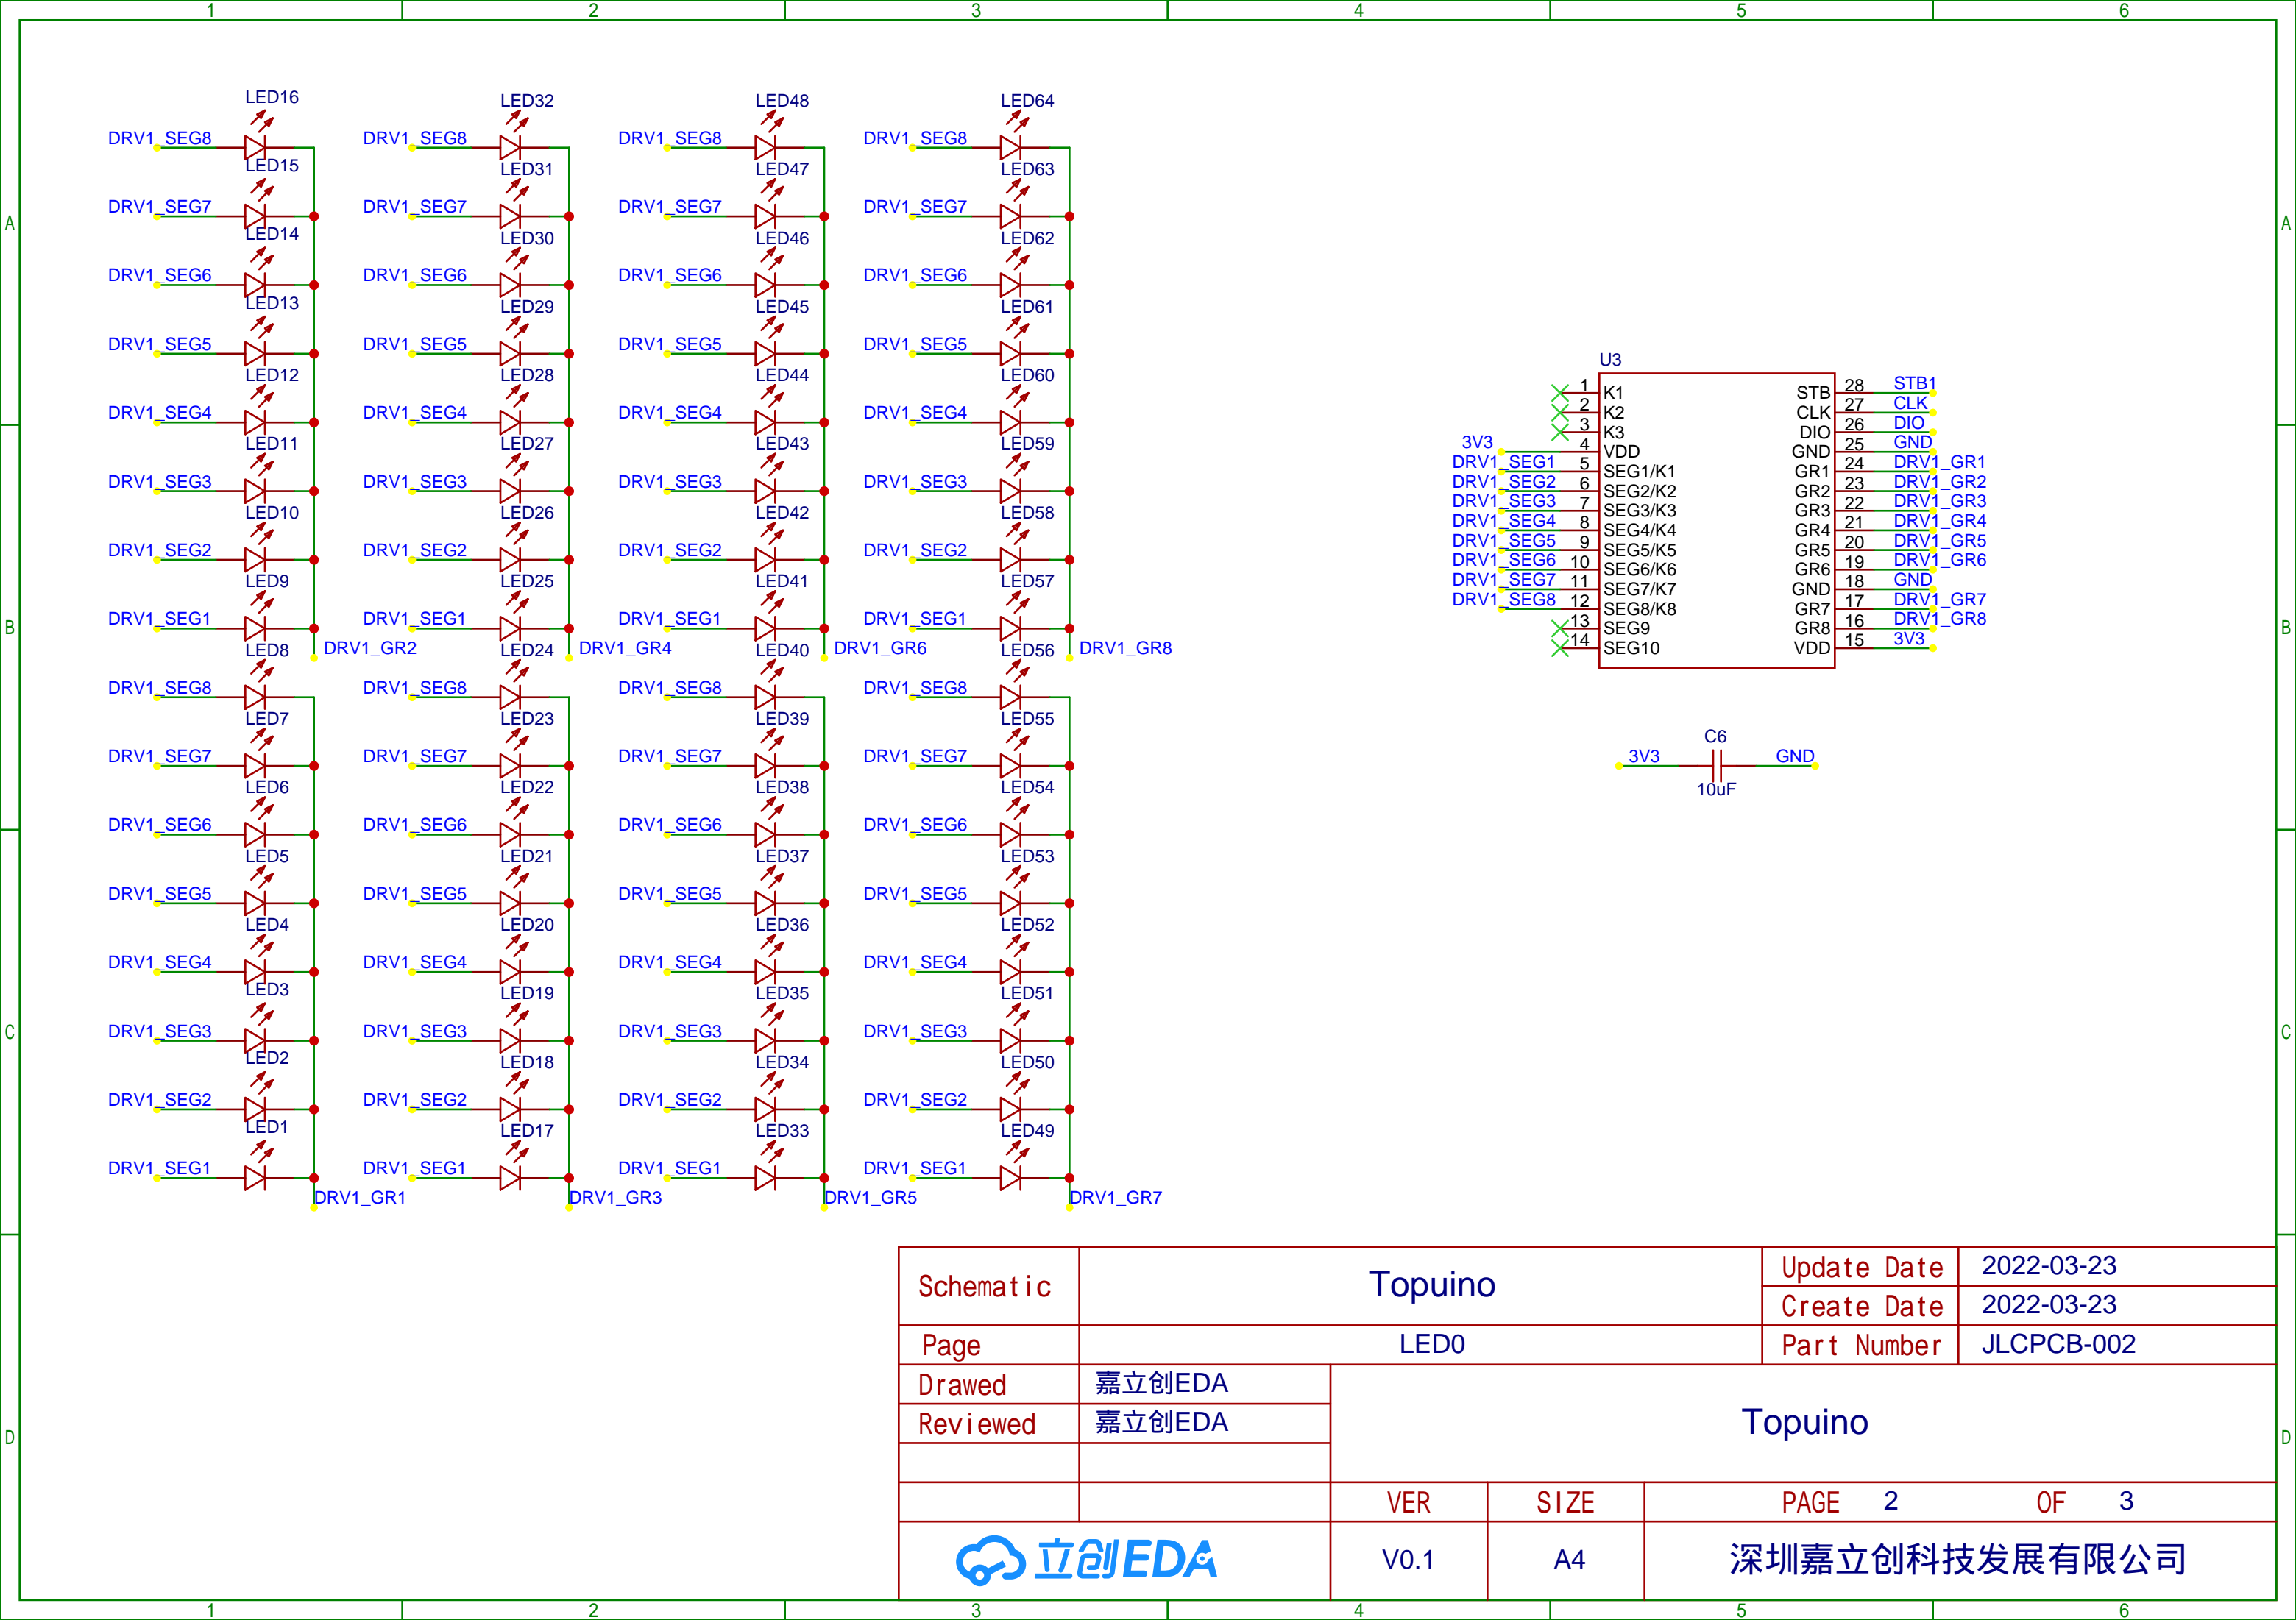 1 2 3 4 5 6
LED16 LED32 LED48 LED64
DRV1_SEG8 DRV1_SEG8 DRV1_SEG8 DRV1_SEG8
LED15 LED31 LED47 LED63
DRV1_SEG7 DRV1_SEG7 DRV1_SEG7 DRV1_SEG7
A A
LED14 LED30 LED46 LED62
DRV1_SEG6 DRV1_SEG6 DRV1_SEG6 DRV1_SEG6
LED13 LED29 LED45 LED61
DRV1_SEG5 DRV1_SEG5 DRV1_SEG5 DRV1_SEG5
LED12 LED28 LED44 LED60
DRV1_SEG4 DRV1_SEG4 DRV1_SEG4 DRV1_SEG4
LED11 LED27 LED43 LED59
DRV1_SEG3 DRV1_SEG3 DRV1_SEG3 DRV1_SEG3
LED10 LED26 LED42 LED58
DRV1_SEG2 DRV1_SEG2 DRV1_SEG2 DRV1_SEG2
LED9 LED25 LED41 LED57
DRV1_SEG1 DRV1_SEG1 DRV1_SEG1 DRV1_SEG1
B B
DRV1_GR2 DRV1_GR4 DRV1_GR6 DRV1_GR8
LED8 LED24 LED40 LED56
DRV1_SEG8 DRV1_SEG8 DRV1_SEG8 DRV1_SEG8
LED7 LED23 LED39 LED55
DRV1_SEG7 DRV1_SEG7 DRV1_SEG7 DRV1_SEG7
LED6 LED22 LED38 LED54
DRV1_SEG6 DRV1_SEG6 DRV1_SEG6 DRV1_SEG6
LED5 LED21 LED37 LED53
DRV1_SEG5 DRV1_SEG5 DRV1_SEG5 DRV1_SEG5
LED4 LED20 LED36 LED52
DRV1_SEG4 DRV1_SEG4 DRV1_SEG4 DRV1_SEG4
LED3 LED19 LED35 LED51
DRV1_SEG3 DRV1_SEG3 DRV1_SEG3 DRV1_SEG3
C C
LED2 LED18 LED34 LED50
DRV1_SEG2 DRV1_SEG2 DRV1_SEG2 DRV1_SEG2
LED1 LED17 LED33 LED49
DRV1_SEG1 DRV1_SEG1 DRV1_SEG1 DRV1_SEG1
DRV1_GR1 DRV1_GR3 DRV1_GR5 DRV1_GR7
U3
1 K1 STB 28 STB1
2 K2 CLK 27 CLK
3 K3 DIO 26 DIO
3V3 4 VDD GND 25 GND
DRV1_SEG1 5 SEG1/K1 GR1 24 DRV1_GR1
DRV1_SEG2 6 SEG2/K2 GR2 23 DRV1_GR2
DRV1_SEG3 7 SEG3/K3 GR3 22 DRV1_GR3
DRV1_SEG4 8 SEG4/K4 GR4 21 DRV1_GR4
DRV1_SEG5 9 SEG5/K5 GR5 20 DRV1_GR5
DRV1_SEG6 10 SEG6/K6 GR6 19 DRV1_GR6
DRV1_SEG7 11 SEG7/K7 GND 18 GND
DRV1_SEG8 12 SEG8/K8 GR7 17 DRV1_GR7
13 SEG9 GR8 16 DRV1_GR8
14 SEG10 VDD 15 3V3
C6
3V3 GND
10uF
Schematic Topuino Update Date 2022-03-23
Create Date 2022-03-23
Page LED0 Part Number JLCPCB-002
Drawed 嘉立创EDA
Reviewed 嘉立创EDA
Topuino
D D
VER SIZE PAGE 2 OF 3
立创EDA V0.1 A4 深圳嘉立创科技发展有限公司
1 2 3 4 5 6